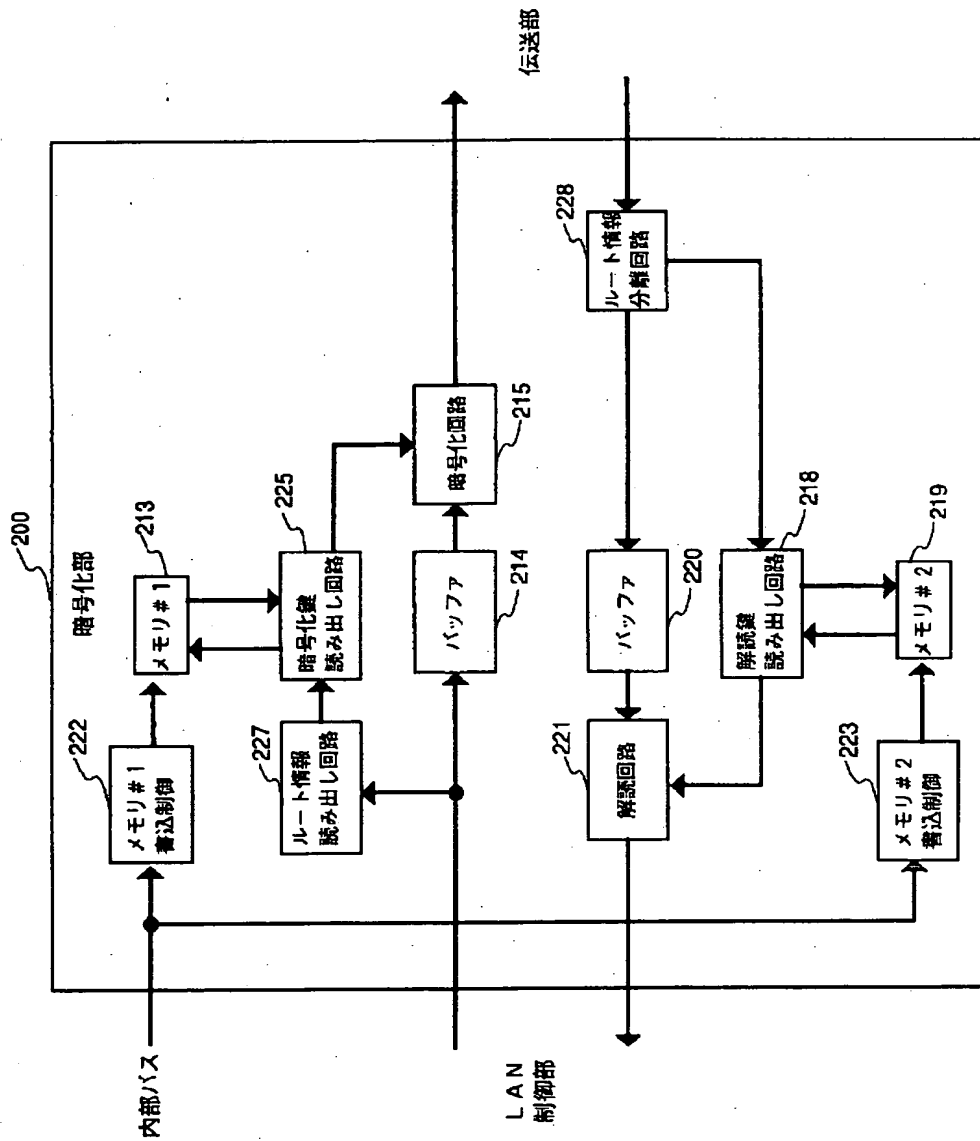 200
暗号化部
内部バス
222
メモリ#1
書込制御
213
メモリ#1
225
暗号化鍵
読み出し回路
227
ルート情報
読み出し回路
214
バッファ
215
暗号化回路
伝送部
LAN
制御部
228
ルート情報
分離回路
220
バッファ
221
解読回路
218
解読鍵
読み出し回路
219
メモリ#2
223
メモリ#2
書込制御